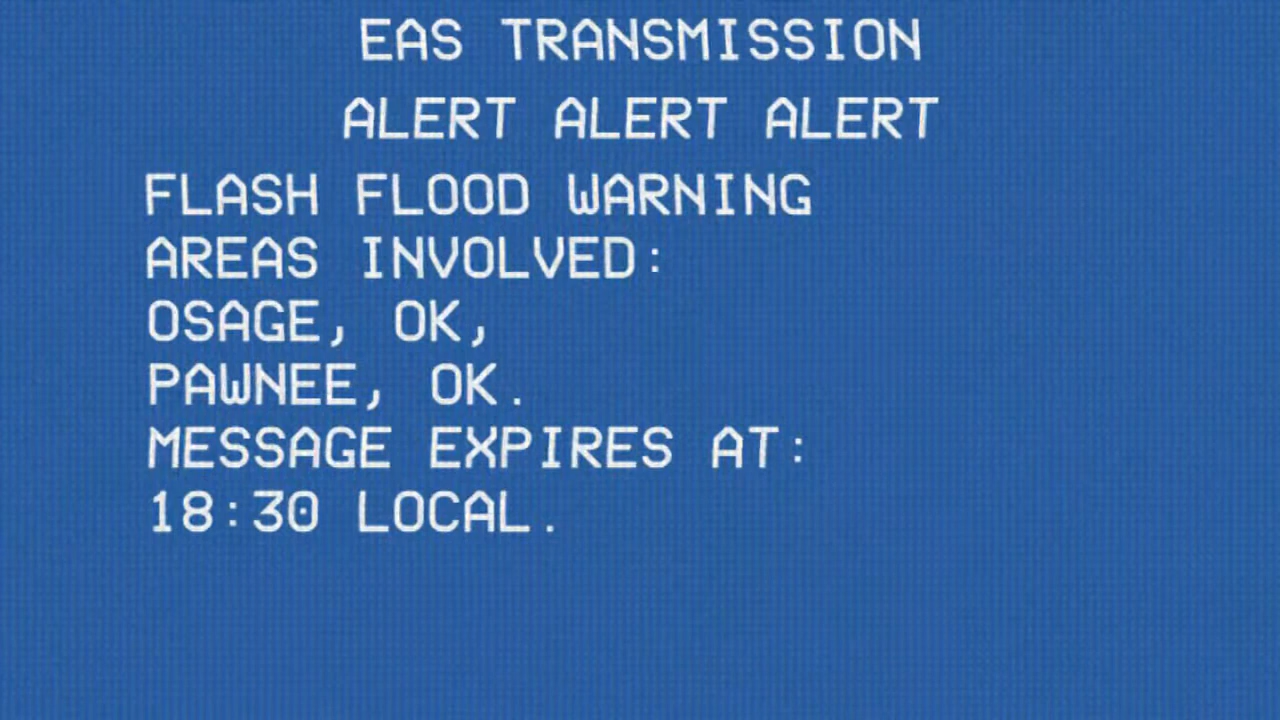 EAS TRANSMISSION
ALERT ALERT ALERT
FLASH FLOOD WARNING
AREAS INVOLVED:
OSAGE, OK,
PAWNEE, OK.
MESSAGE EXPIRES AT:
18:30 LOCAL.